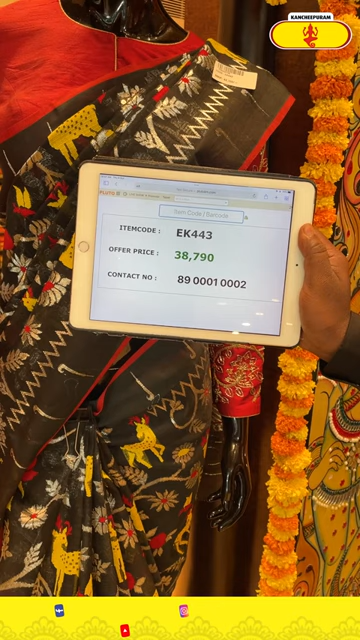 KANCHEEPURAM
Item Code / Barcode
ITEMCODE : EK443
OFFER PRICE : 38,790
CONTACT NO : 89 0001 0002